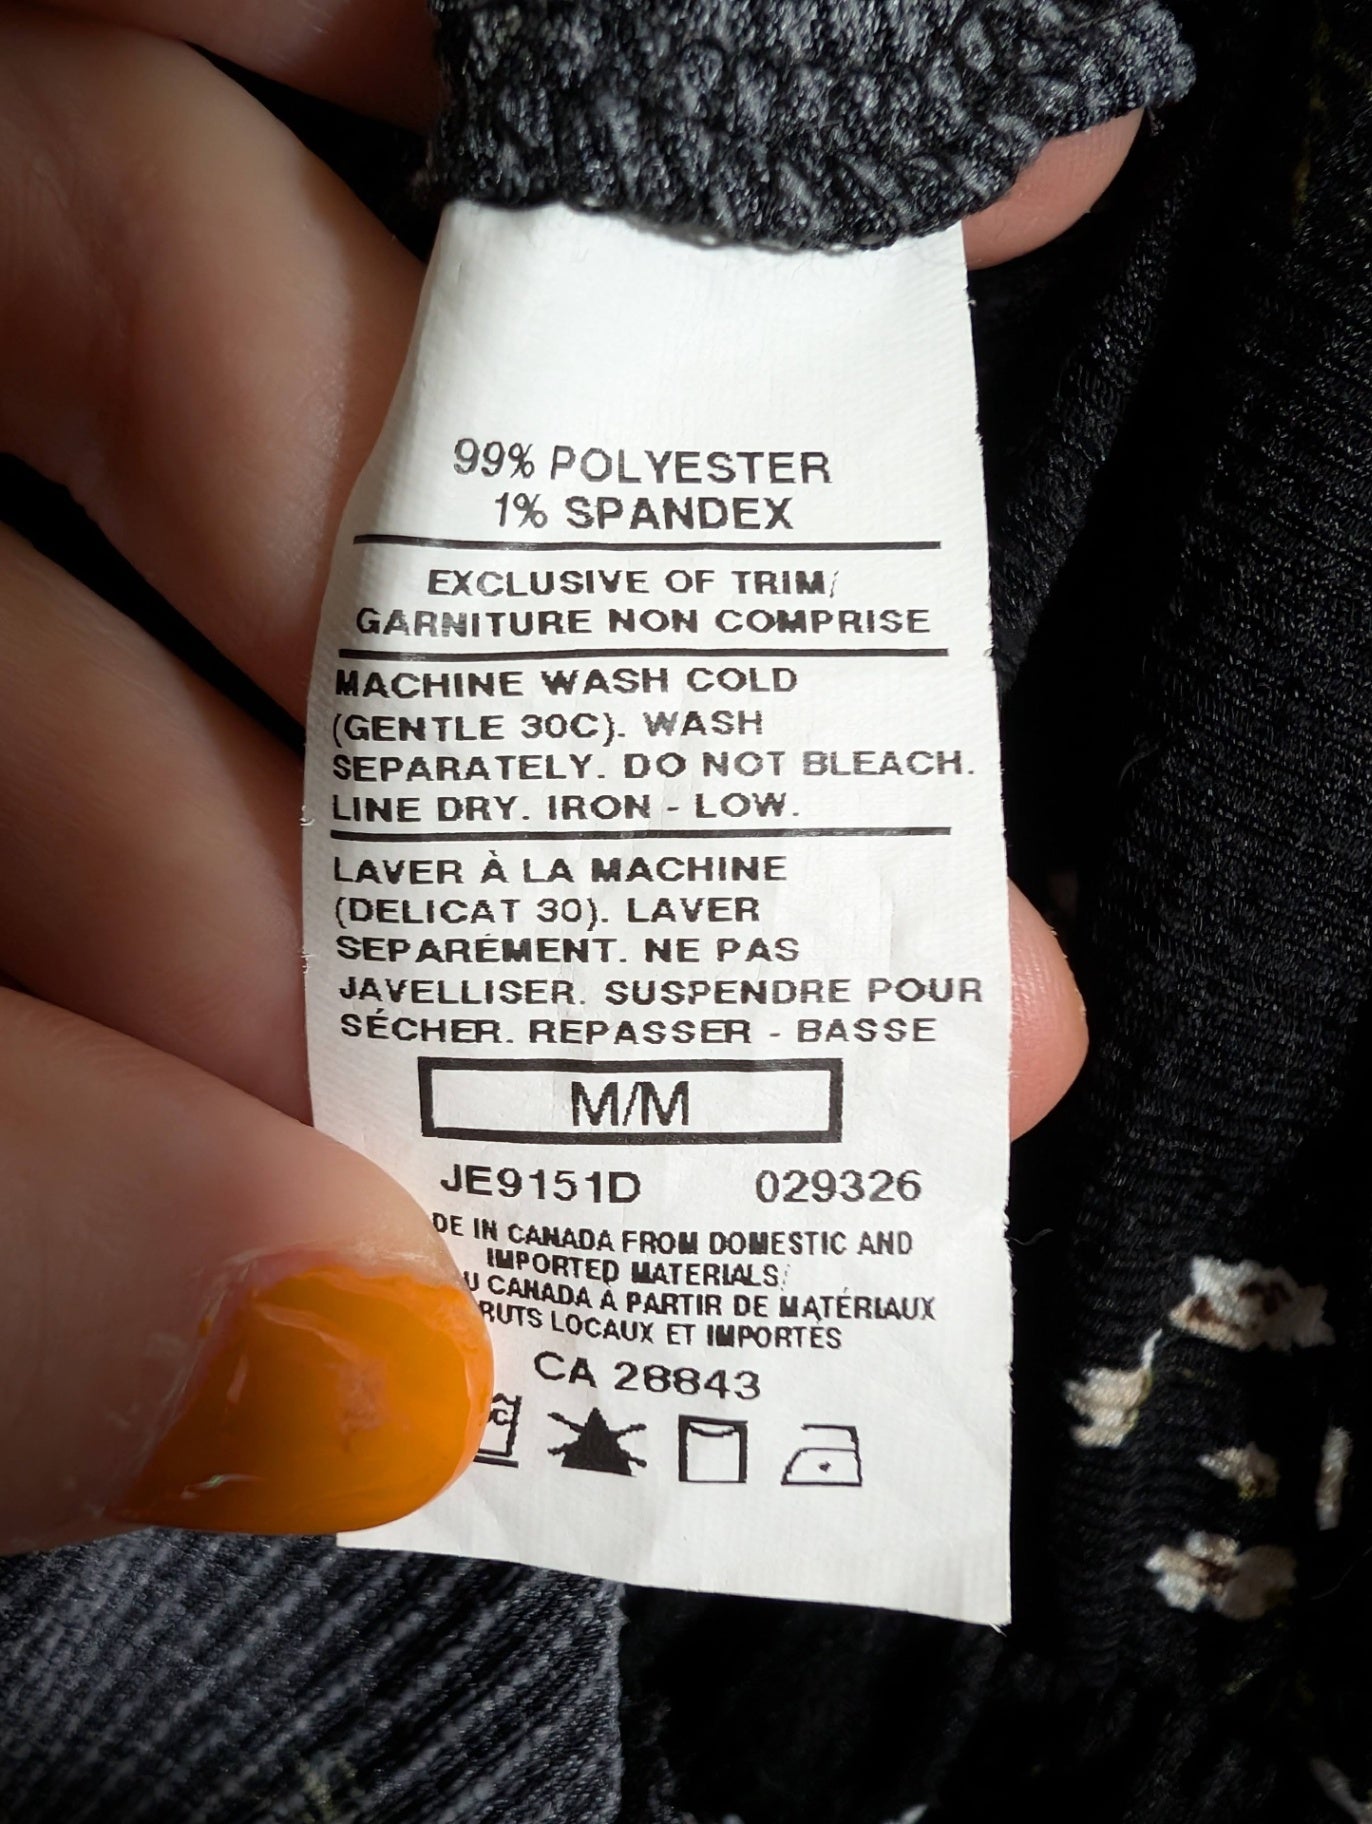 99% POLYESTER
1% SPANDEX
EXCLUSIVE OF TRIM/
GARNITURE NON COMPRISE
MACHINE WASH COLD
(GENTLE 30C). WASH
SEPARATELY. DO NOT BLEACH.
LINE DRY. IRON - LOW.
LAVER À LA MACHINE
(DELICAT 30). LAVER
SEPARÉMENT. NE PAS
JAVELLISER. SUSPENDRE POUR
SÉCHER. REPASSER - BASSE
M/M
JE9151D 029326
DE IN CANADA FROM DOMESTIC AND
IMPORTED MATERIALS/
U CANADA À PARTIR DE MATÉRIAUX
RUTS LOCAUX ET IMPORTÉS
CA 28843